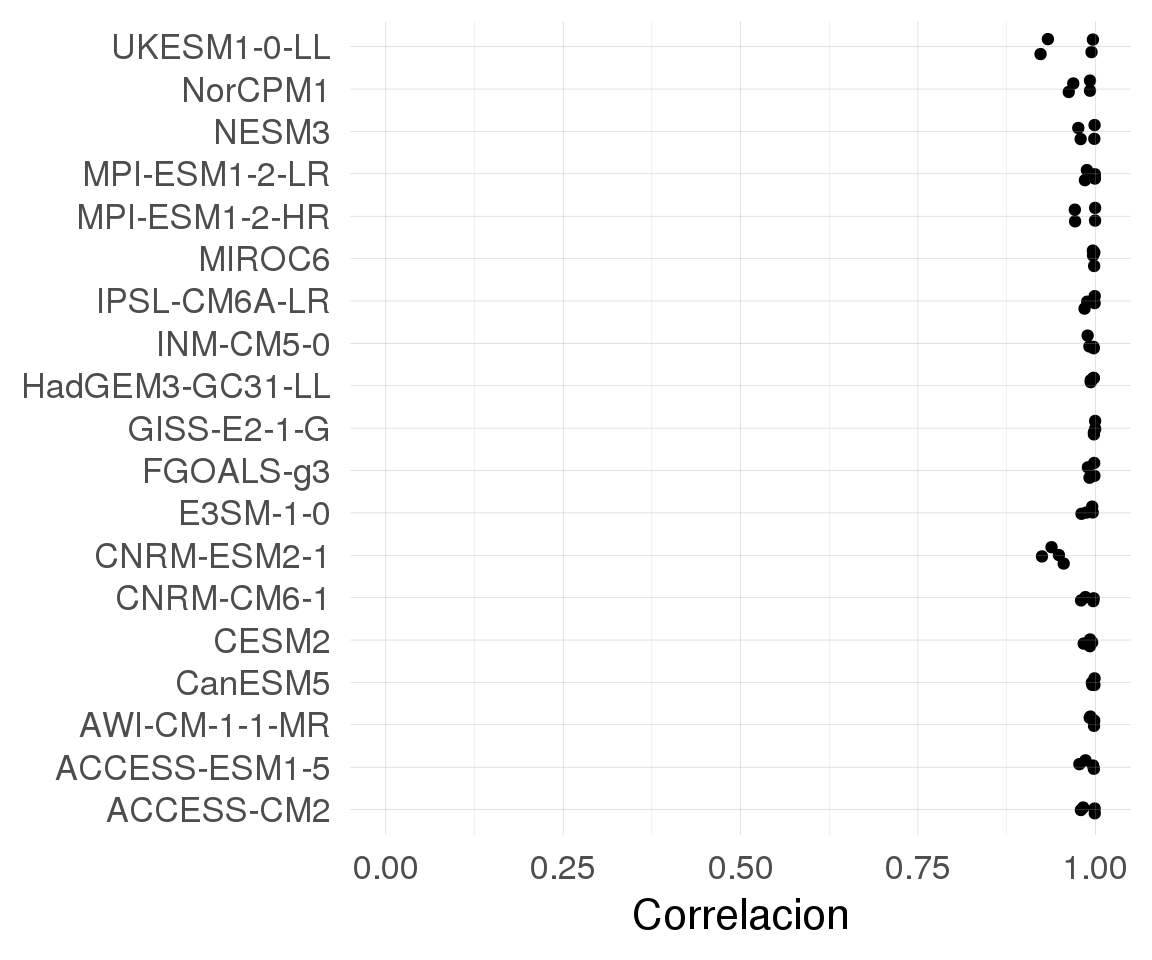 UKESM1-0-LL
NorCPM1
NESM3
MPI-ESM1-2-LR
MPI-ESM1-2-HR
MIROC6
IPSL-CM6A-LR
INM-CM5-0
HadGEM3-GC31-LL
GISS-E2-1-G
FGOALS-g3
E3SM-1-0
CNRM-ESM2-1
CNRM-CM6-1
CESM2
CanESM5
AWI-CM-1-1-MR
ACCESS-ESM1-5
ACCESS-CM2
0.00 0.25 0.50 0.75 1.00
Correlacion